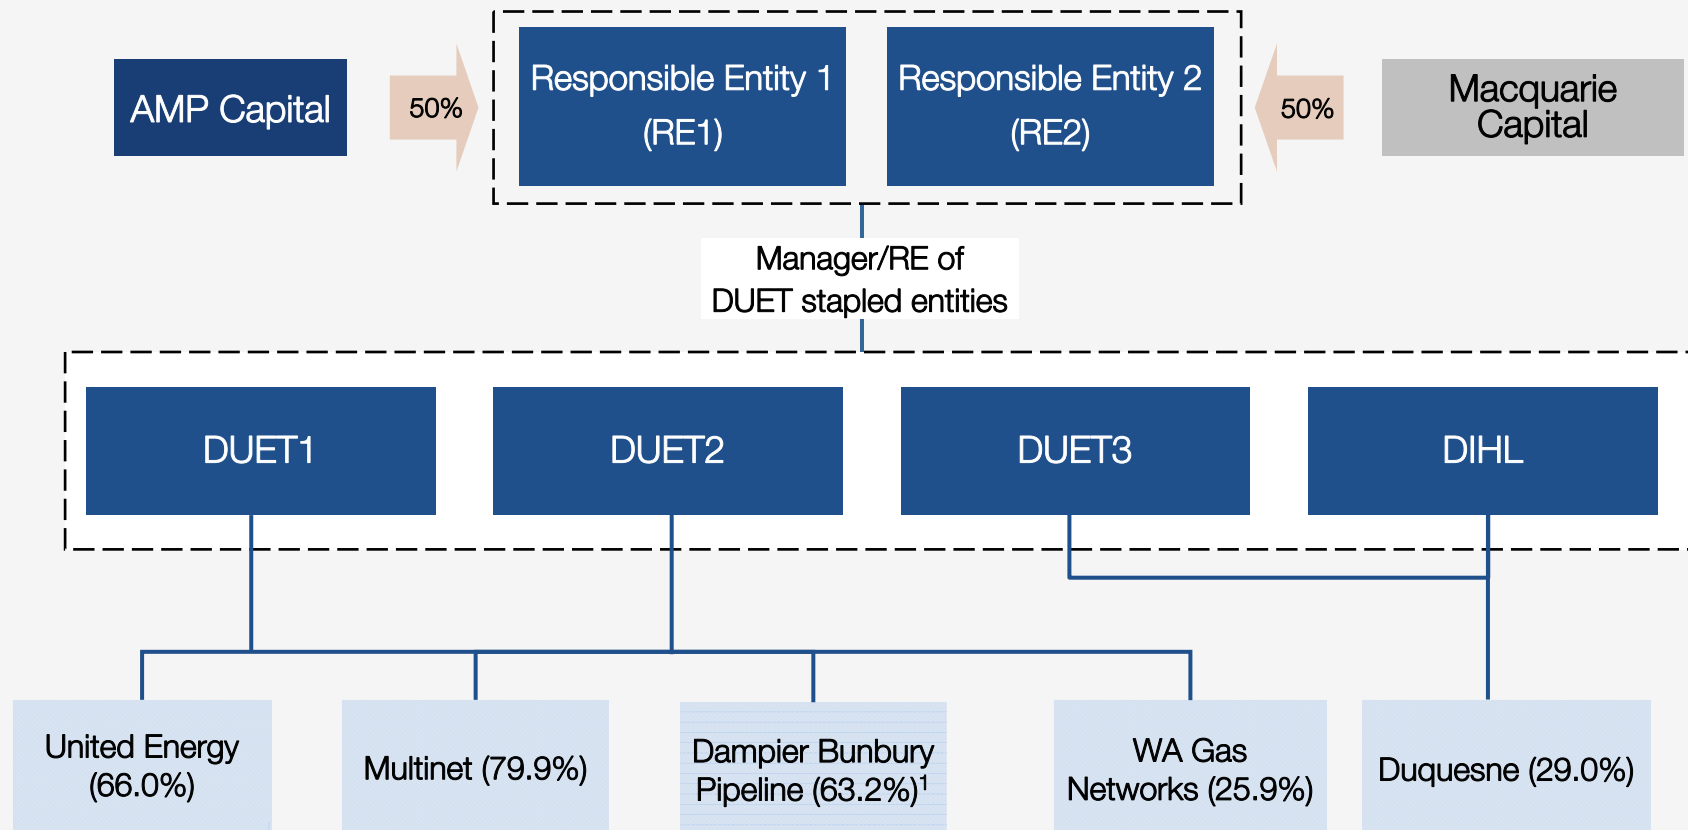 AMP Capital
50%
Responsible Entity 1
(RE1)
Responsible Entity 2
(RE2)
50%
Macquarie
Capital
Manager/RE of
DUET stapled entities
DUET1
DUET2
DUET3
DIHL
United Energy
(66.0%)
Multinet (79.9%)
Dampier Bunbury
Pipeline (63.2%)¹
WA Gas
Networks (25.9%)
Duquesne (29.0%)